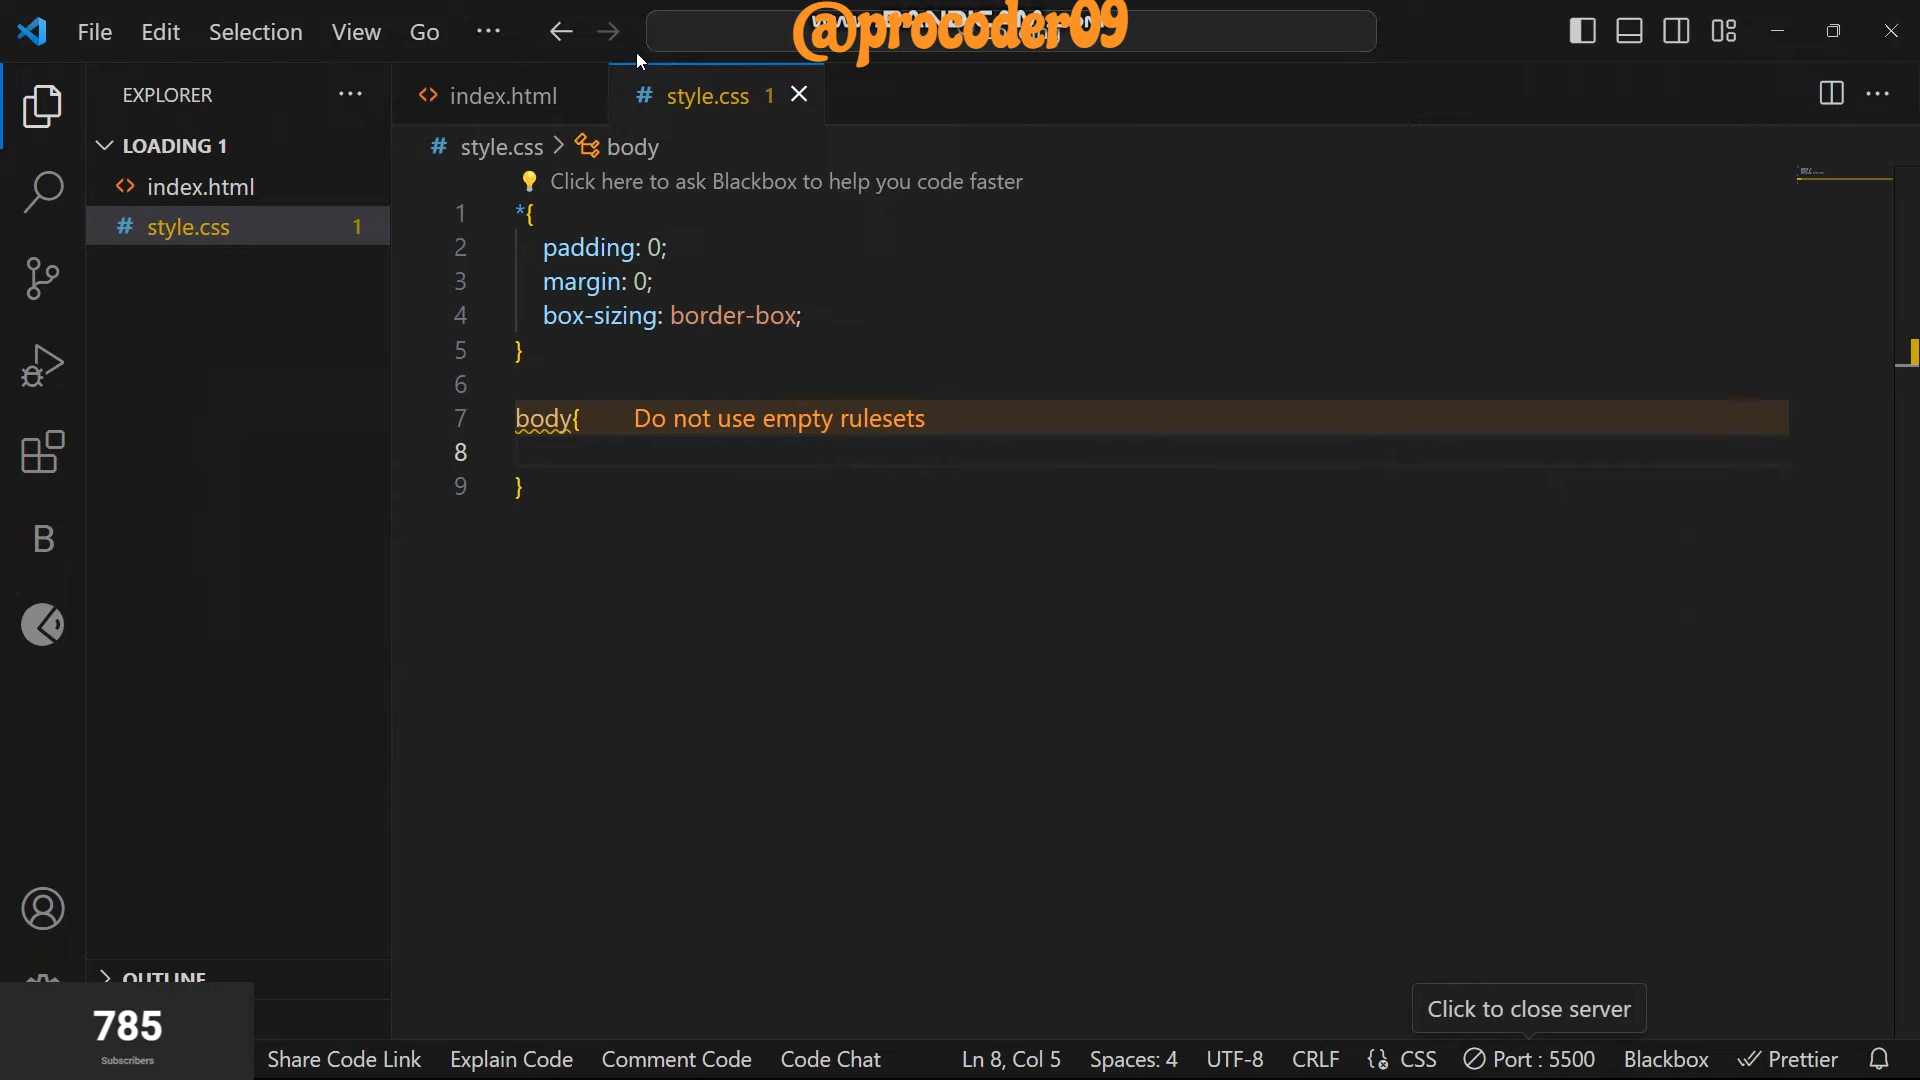 File Edit Selection View Go ...
@procoder09
EXPLORER ...
index.html
# style.css 1
LOADING 1
index.html
# style.css 1
# style.css > body
Click here to ask Blackbox to help you code faster
1 *{
2 padding: 0;
3 margin: 0;
4 box-sizing: border-box;
5 }
6
7 body{ Do not use empty rulesets
8
9 }
B
OUTLINE
785
Subscribers
Click to close server
Share Code Link Explain Code Comment Code Code Chat Ln 8, Col 5 Spaces: 4 UTF-8 CRLF {} CSS Port : 5500 Blackbox Prettier